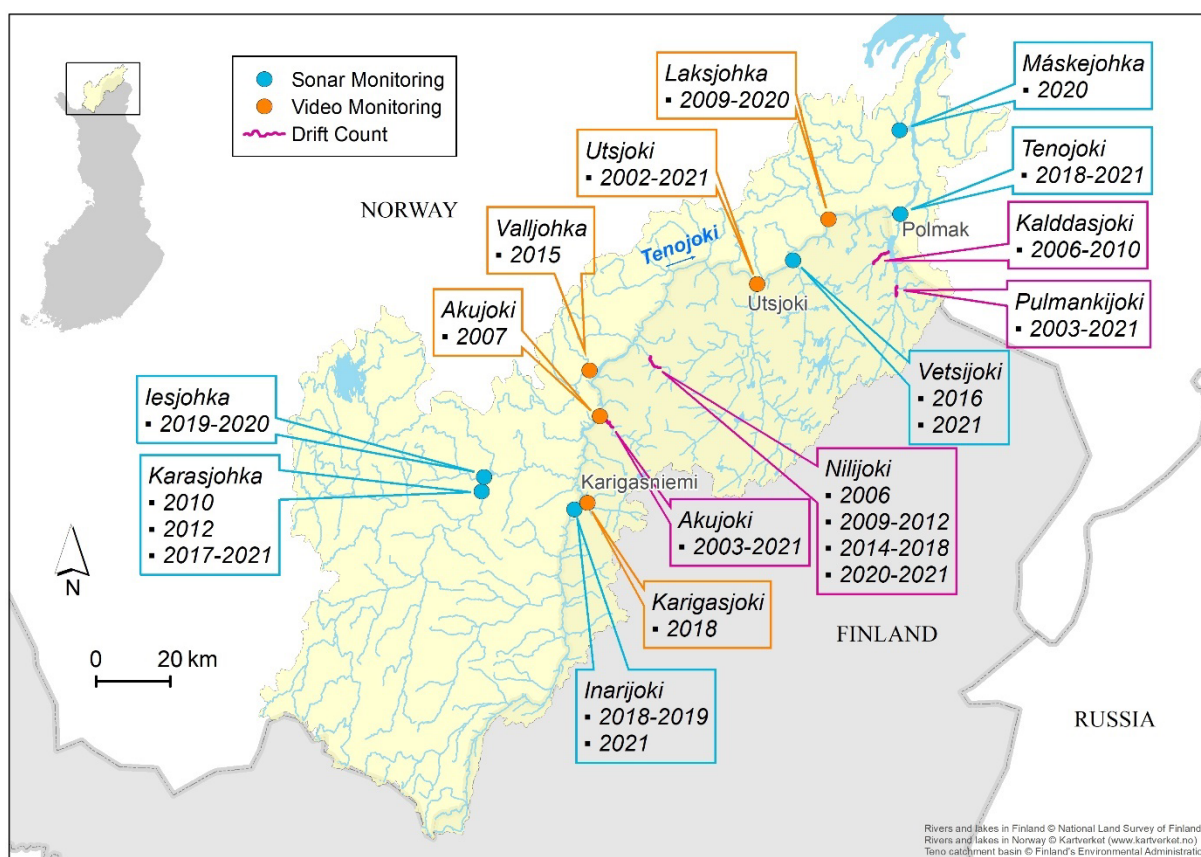 Sonar Monitoring
Video Monitoring
Drift Count
Laksjohka
▪ 2009-2020
Máskejohka
▪ 2020
Utsjoki
▪ 2002-2021
Tenojoki
▪ 2018-2021
NORWAY
Polmak
Valljohka
▪ 2015
Tenojoki
Kalddasjoki
▪ 2006-2010
Akujoki
▪ 2007
Utsjoki
Pulmankijoki
▪ 2003-2021
Vetsijoki
▪ 2016
▪ 2021
Iesjohka
▪ 2019-2020
Karasjohka
▪ 2010
▪ 2012
▪ 2017-2021
Karigasniemi
Nilijoki
▪ 2006
▪ 2009-2012
▪ 2014-2018
▪ 2020-2021
Akujoki
▪ 2003-2021
N
Karigasjoki
▪ 2018
FINLAND
0 20 km
Inarijoki
▪ 2018-2019
▪ 2021
RUSSIA
Rivers and lakes in Finland © National Land Survey of Finland
Rivers and lakes in Norway © Kartverket (www.kartverket.no)
Teno catchment basin © Finland's Environmental Administratio